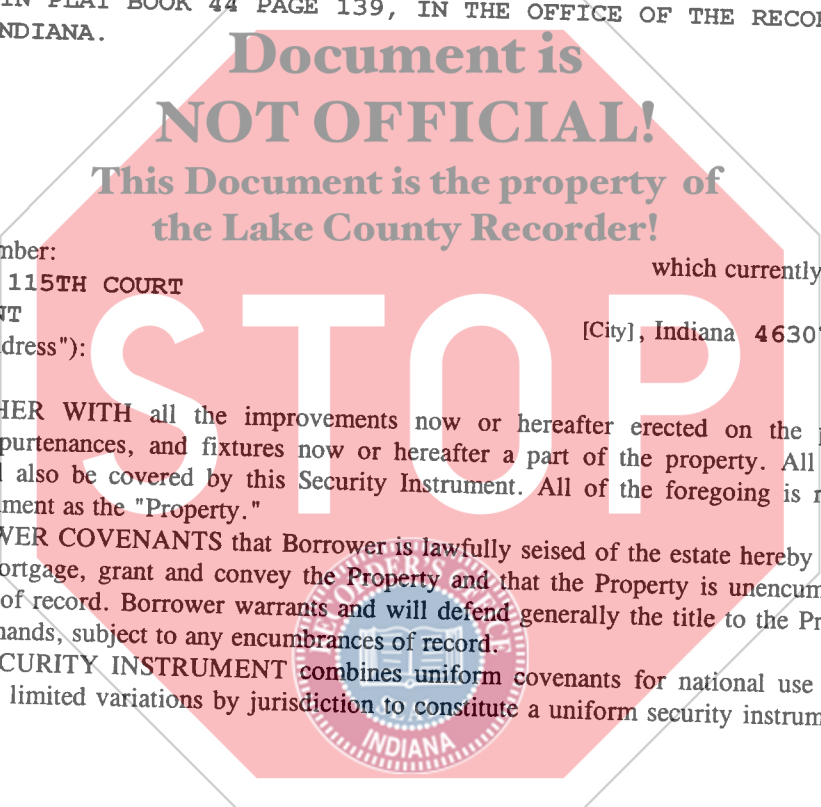 IN PLAT BOOK 44 PAGE 139, IN THE OFFICE OF THE RECOR
NDIANA.
Document is
NOT OFFICIAL!
This Document is the property of
the Lake County Recorder!
mber:
which currently
115TH COURT
NT
[City], Indiana 46307
dress"):
STOP
HER WITH all the improvements now or hereafter erected on the p
purtenances, and fixtures now or hereafter a part of the property. All
l also be covered by this Security Instrument. All of the foregoing is r
ment as the "Property."
WER COVENANTS that Borrower is lawfully seised of the estate hereby
ortgage, grant and convey the Property and that the Property is unencum
of record. Borrower warrants and will defend generally the title to the Pr
mands, subject to any encumbrances of record.
CURITY INSTRUMENT combines uniform covenants for national use
limited variations by jurisdiction to constitute a uniform security instrum
RECORDER'S OFFICE
INDIANA